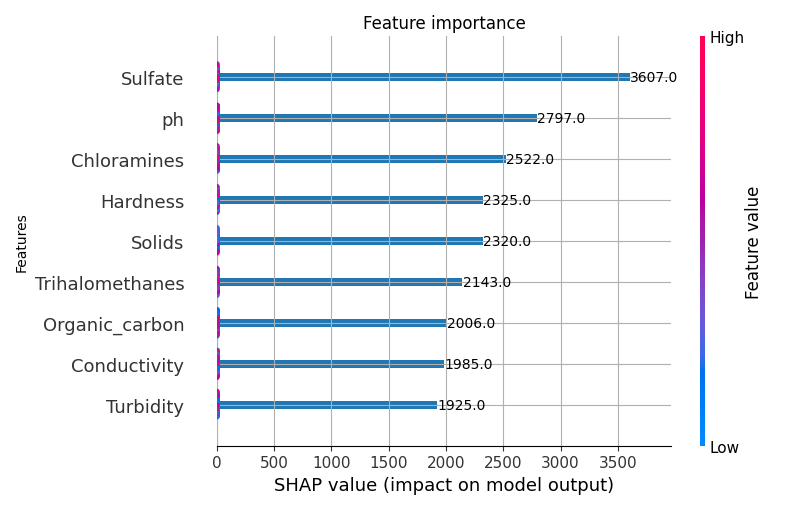 Feature importance
High
Sulfate 3607.0
ph 2797.0
Chloramines 2522.0
Hardness 2325.0
Solids 2320.0
Trihalomethanes 2143.0
Organic_carbon 2006.0
Conductivity 1985.0
Turbidity 1925.0
Features
Feature value
Low
0 500 1000 1500 2000 2500 3000 3500
SHAP value (impact on model output)